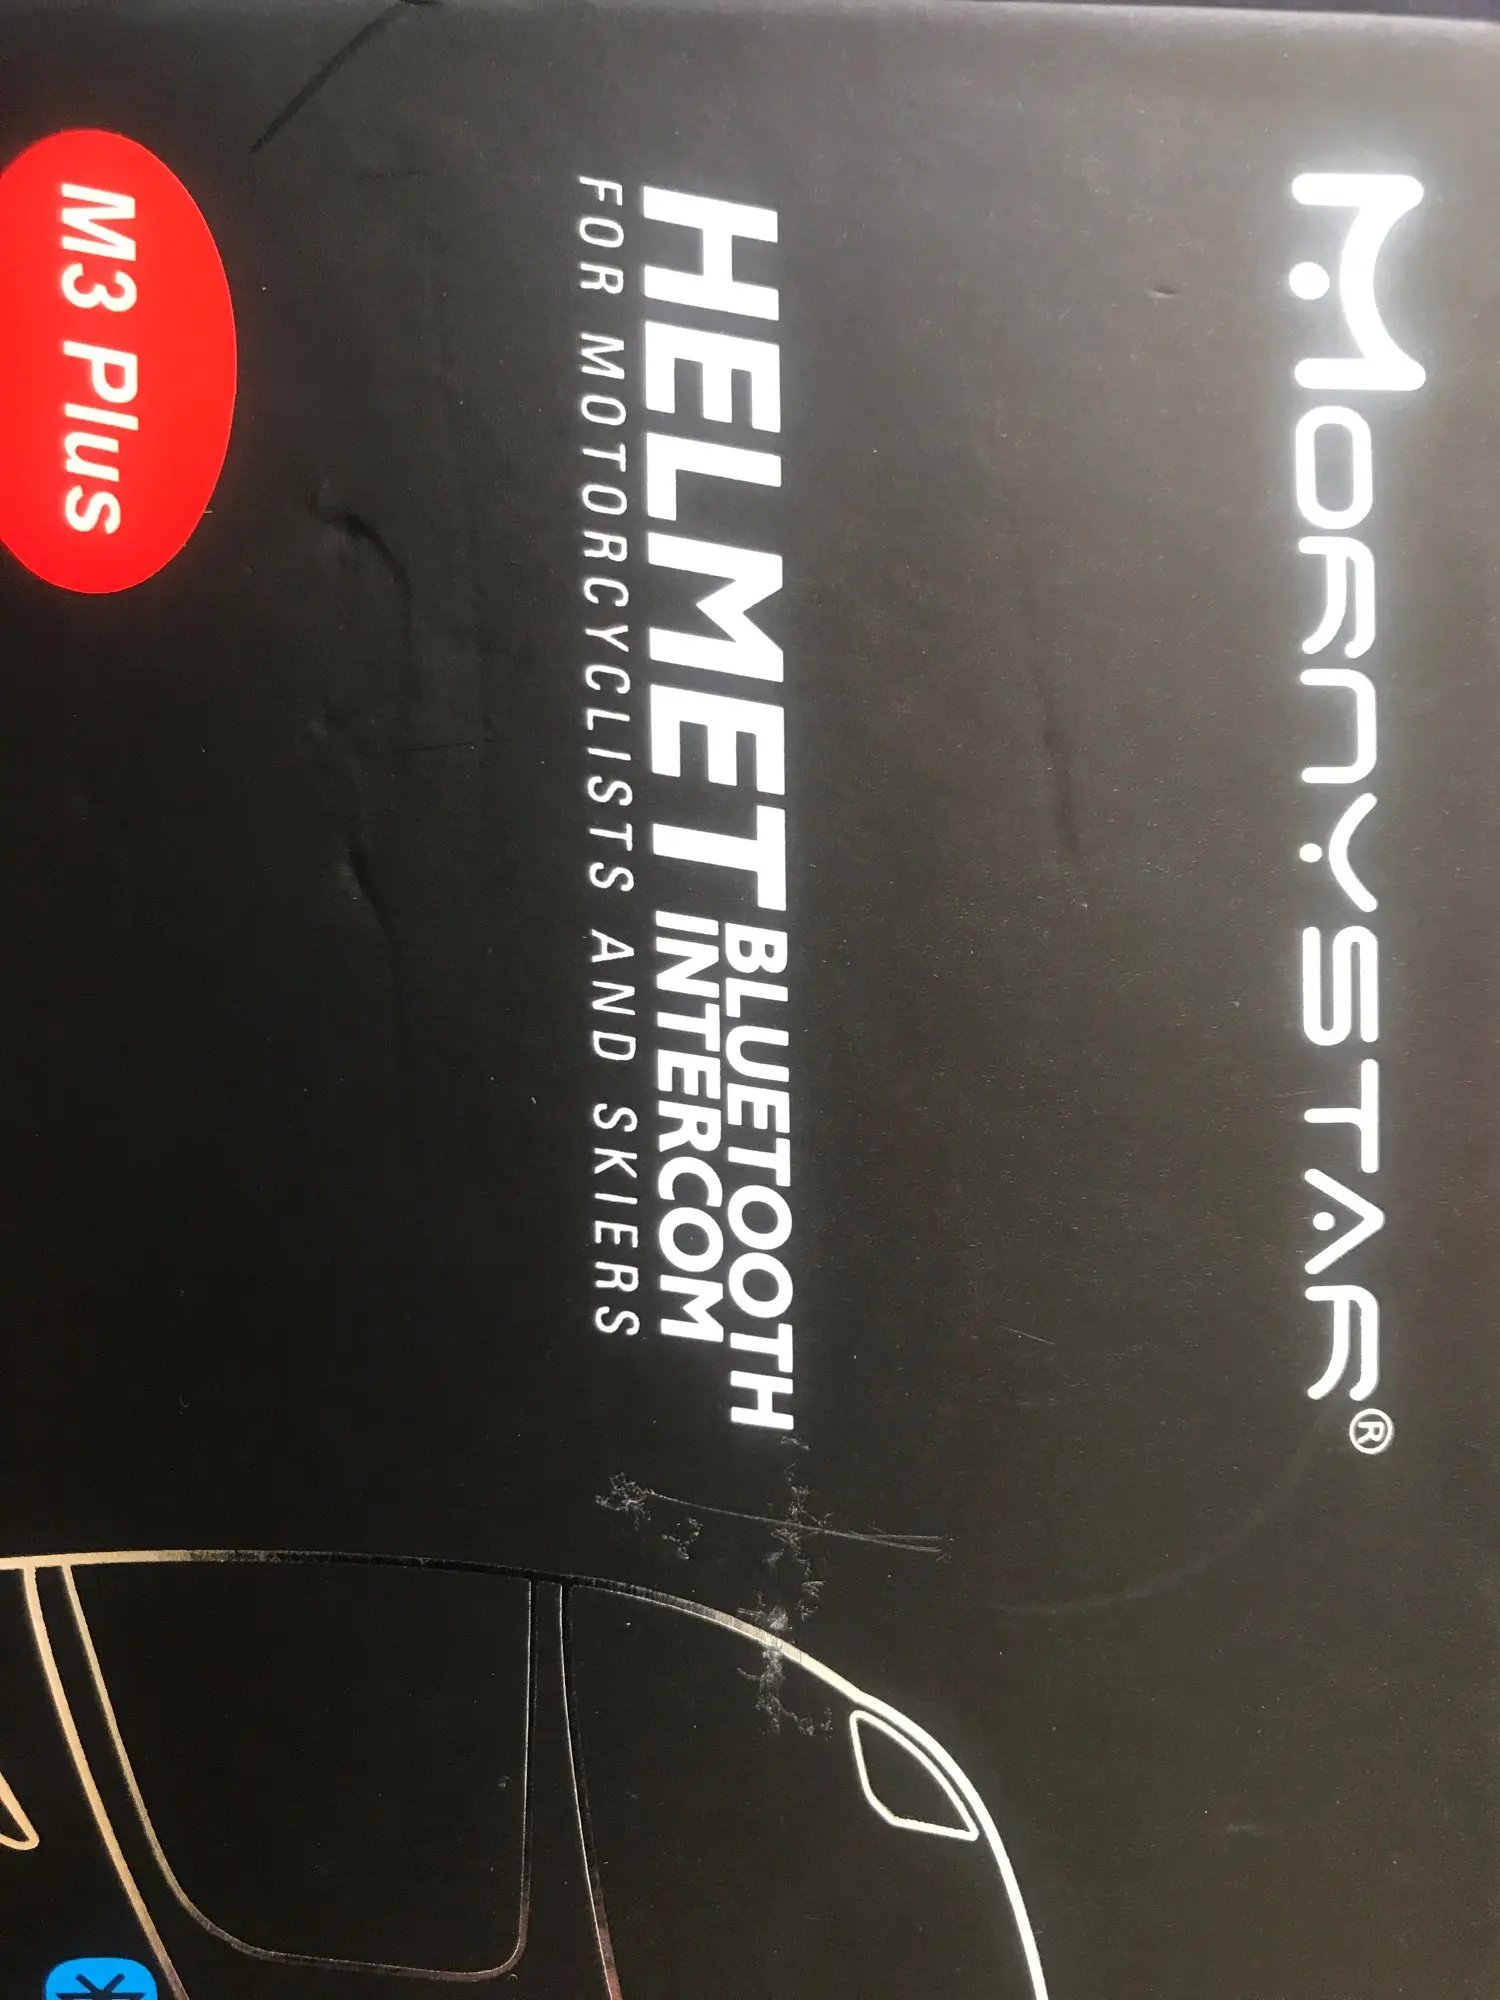 MORNYSTAR®
HELMET BLUETOOTH
INTERCOM
FOR MOTORCYCLISTS AND SKIERS
M3 Plus